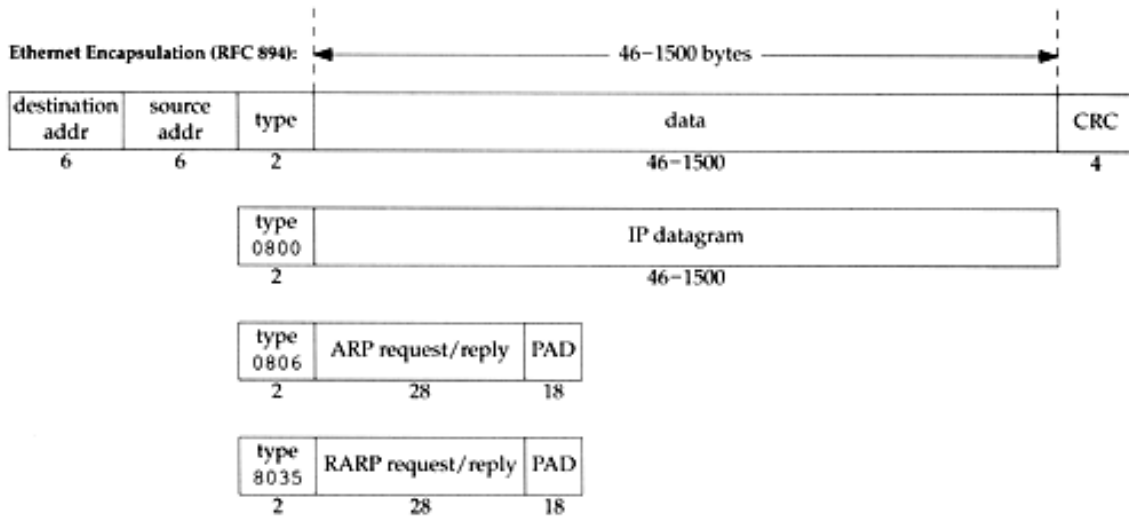 Ethernet Encapsulation (RFC 894): 46–1500 bytes
destination addr source addr type data CRC
6 6 2 46–1500 4
type 0800 IP datagram
2 46–1500
type 0806 ARP request/reply PAD
2 28 18
type 8035 RARP request/reply PAD
2 28 18